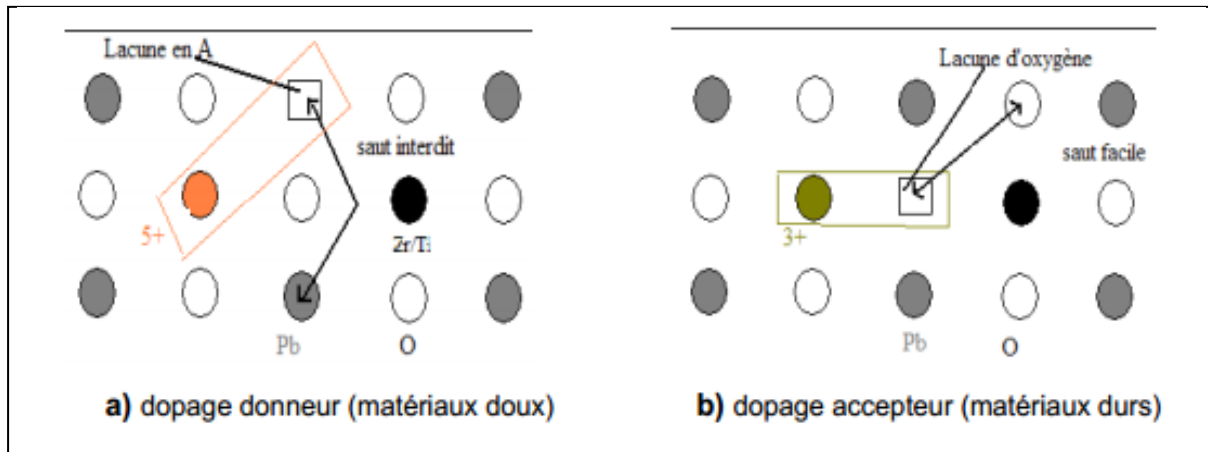 Lacune en A
saut interdit
5+
2r/Ti
Pb
O
a) dopage donneur (matériaux doux)
Lacune d'oxygène
saut facile
3+
Pb
O
b) dopage accepteur (matériaux durs)